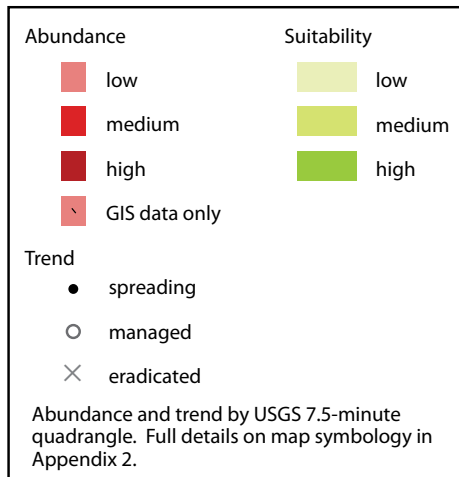 Abundance
low
medium
high
GIS data only
Suitability
low
medium
high
Trend
spreading
managed
eradicated
Abundance and trend by USGS 7.5-minute
quadrangle. Full details on map symbology in
Appendix 2.